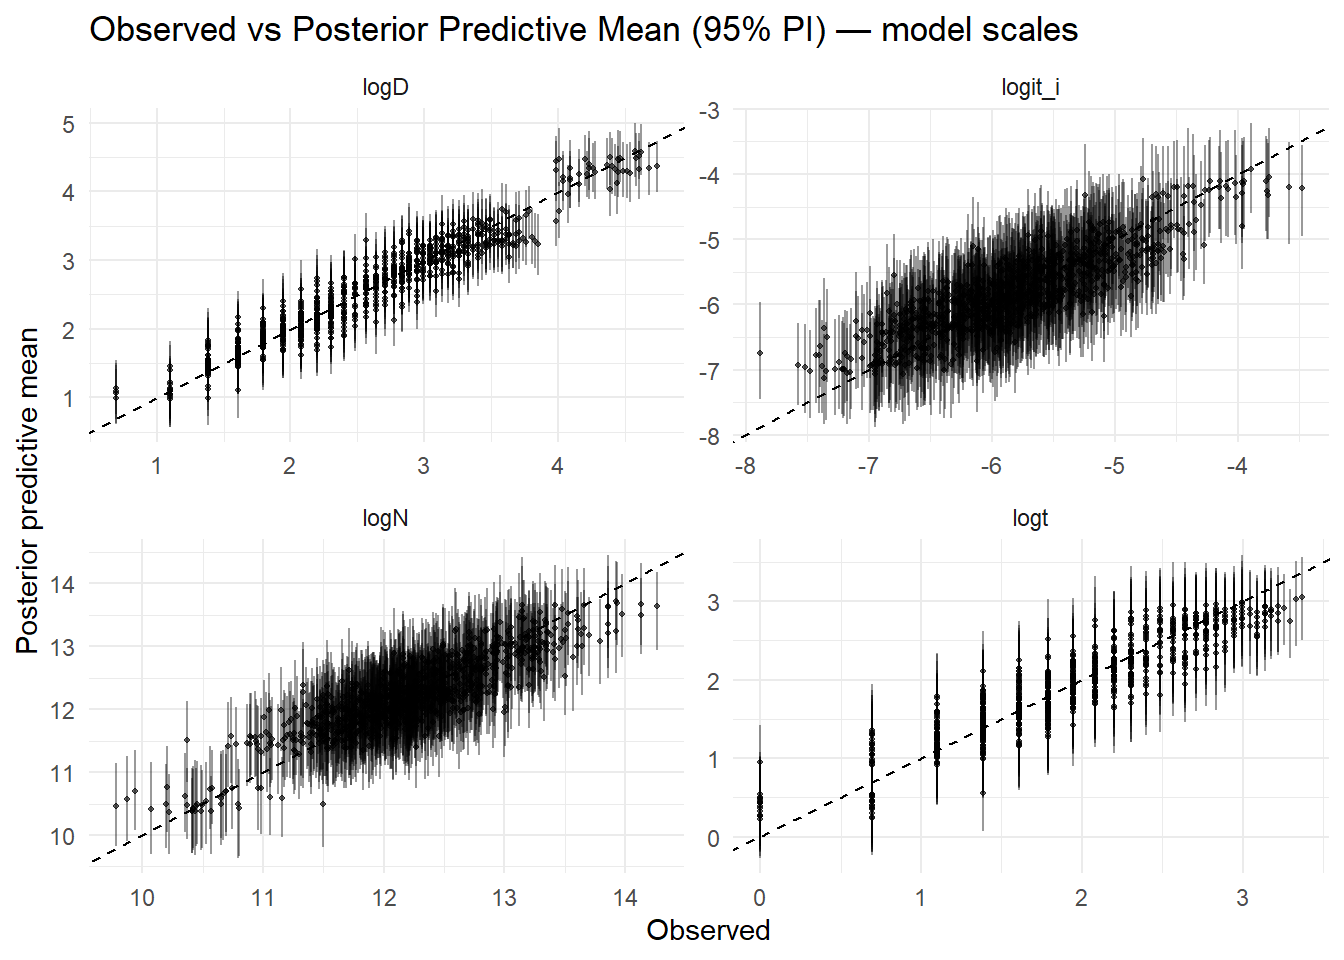 Observed vs Posterior Predictive Mean (95% PI) — model scales
logD
logit_i
5
4
3
2
1
1 2 3 4
-3
-4
-5
-6
-7
-8
-8 -7 -6 -5 -4
logN
logt
14
13
12
11
10
10 11 12 13 14
3
2
1
0
0 1 2 3
Posterior predictive mean
Observed